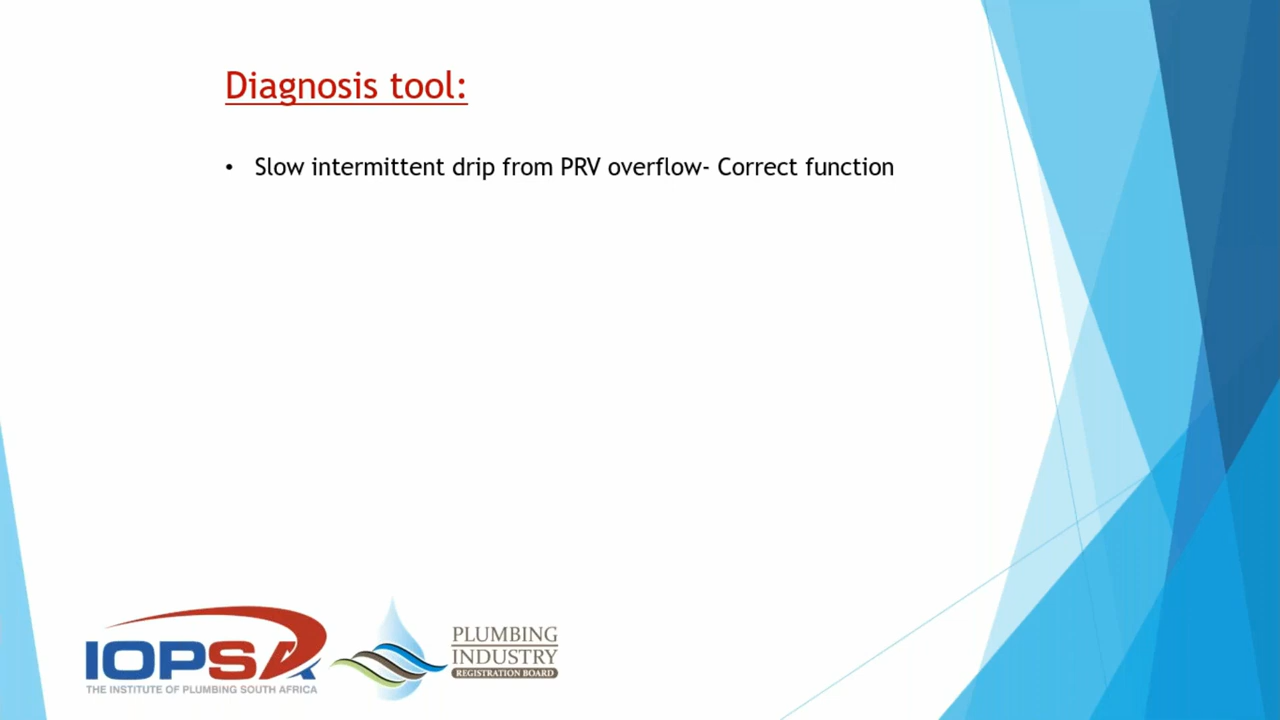 Diagnosis tool:
• Slow intermittent drip from PRV overflow- Correct function
IOPSA
THE INSTITUTE OF PLUMBING SOUTH AFRICA
PLUMBING
INDUSTRY
REGISTRATION BOARD